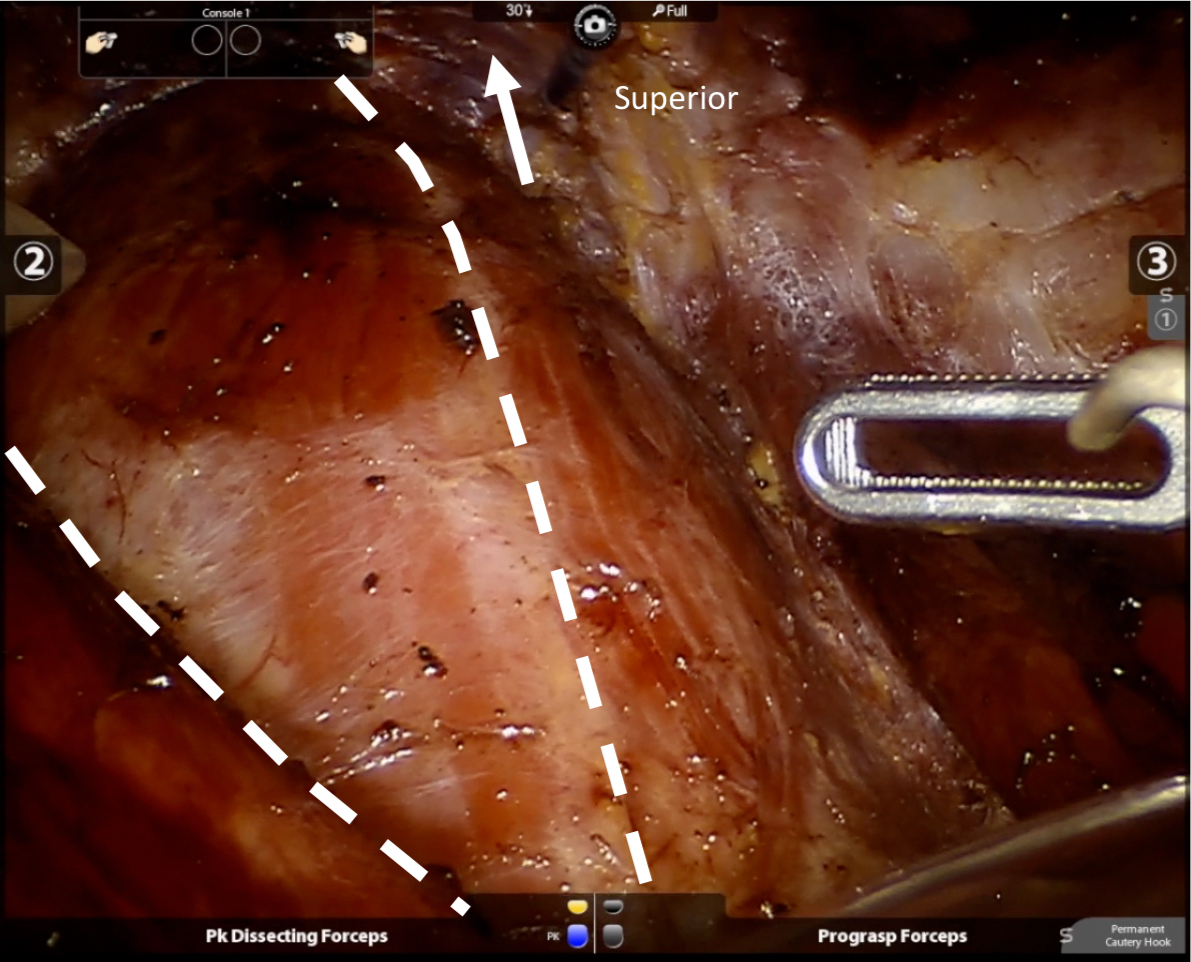 Console 1
30°
Full
Superior
2
3
S
1
Pk Dissecting Forceps
PK
Prograsp Forceps
S
Permanent
Cautery Hook